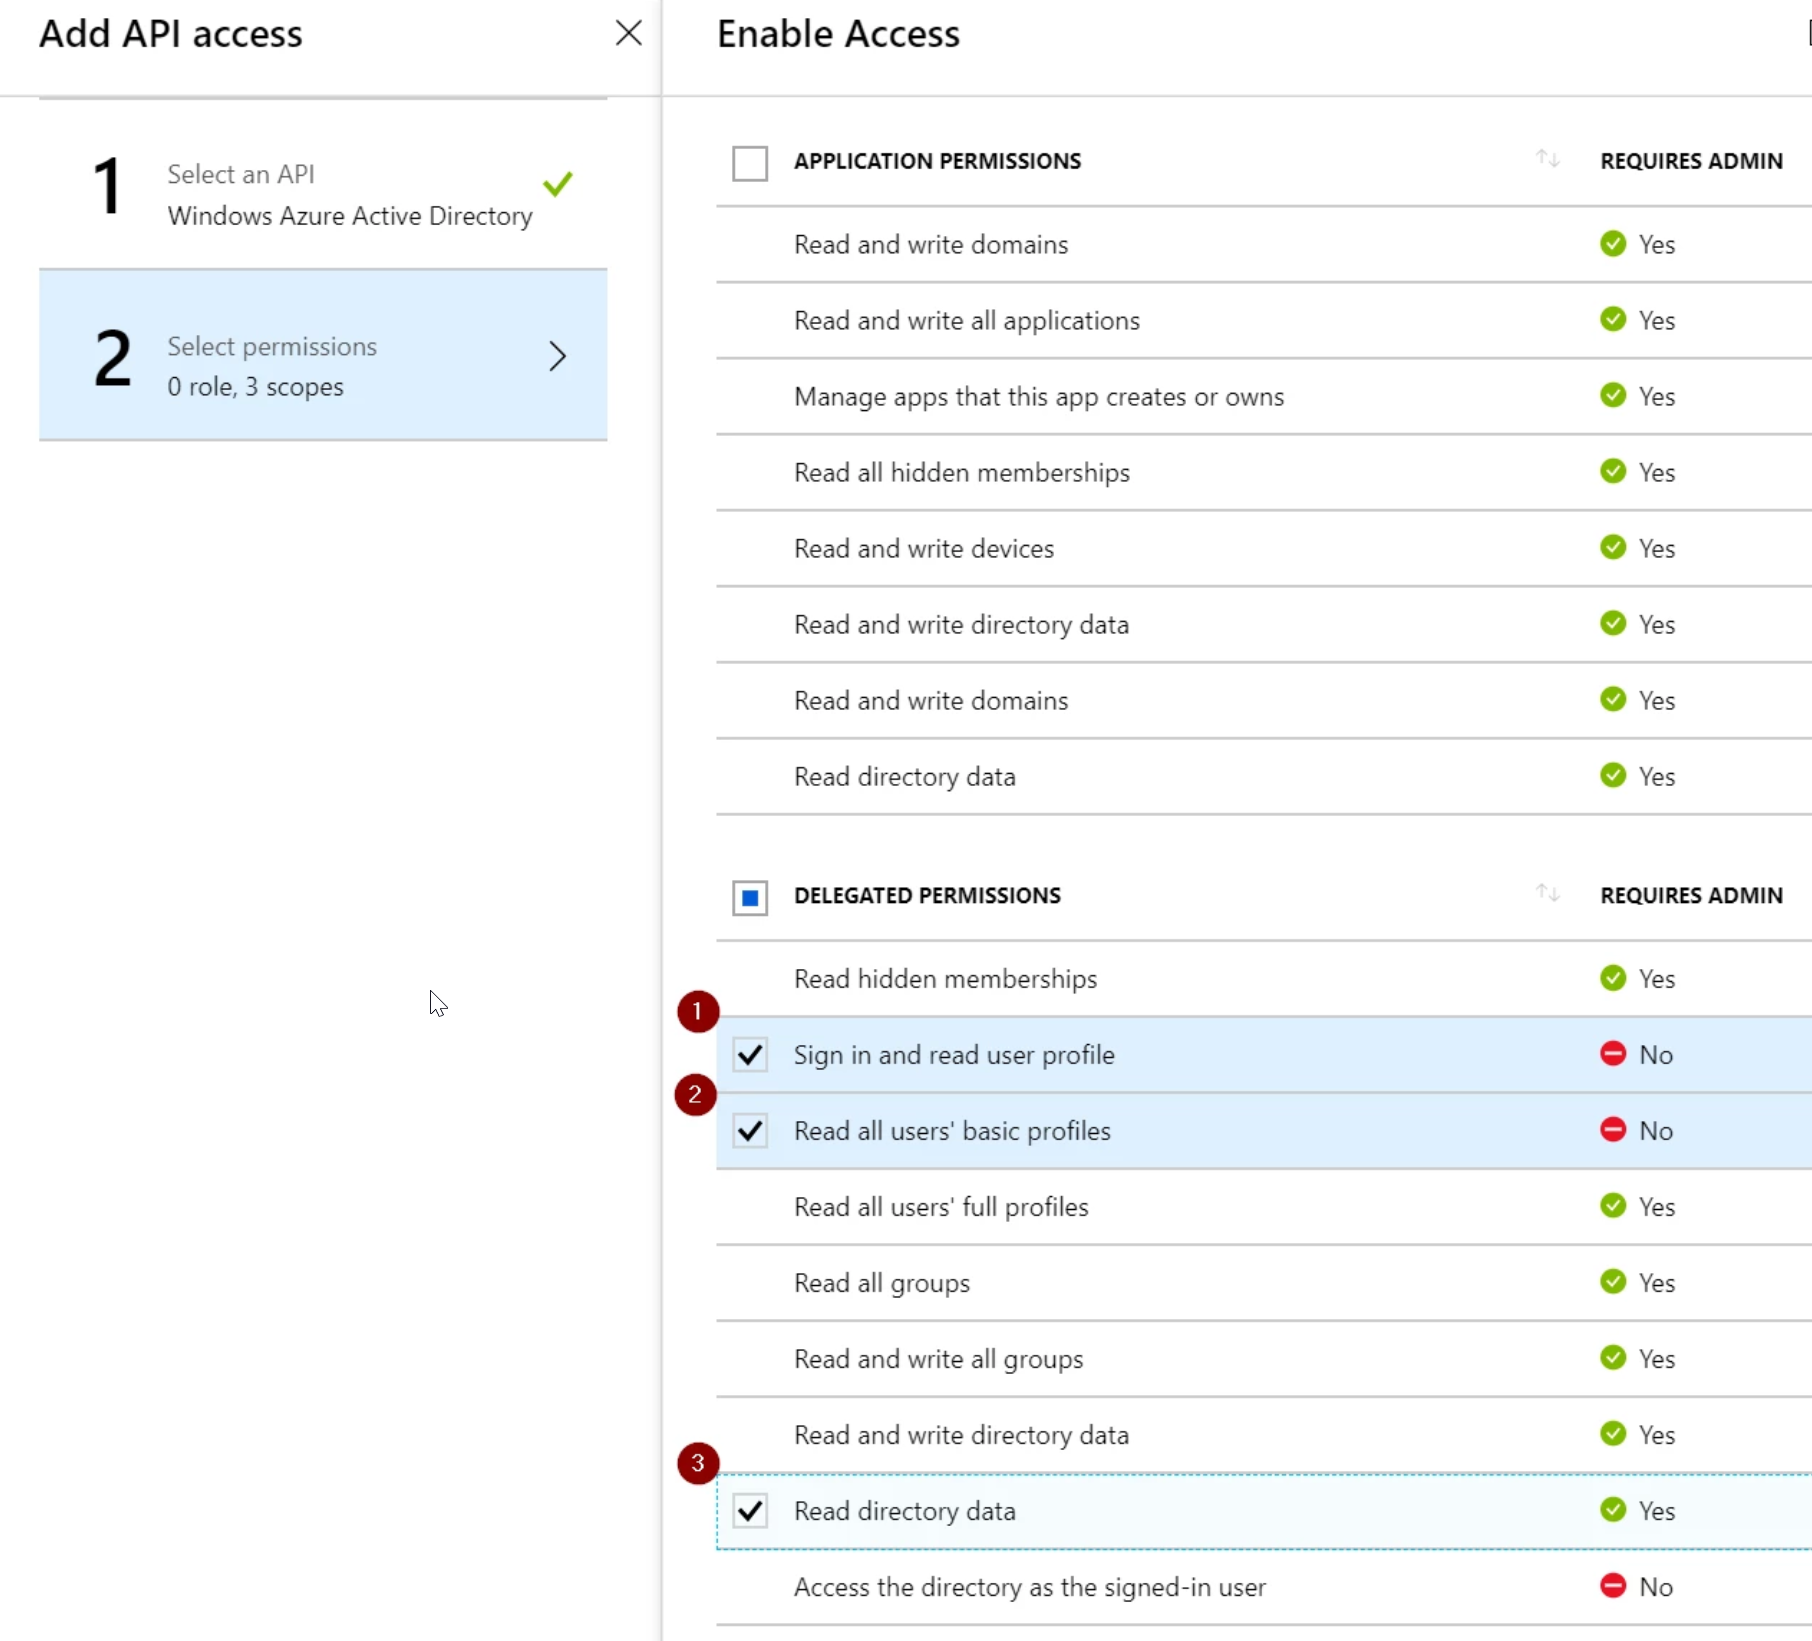 Add API access
1
Select an API
Windows Azure Active Directory
2
Select permissions
0 role, 3 scopes
Enable Access
APPLICATION PERMISSIONS REQUIRES ADMIN
Read and write domains Yes
Read and write all applications Yes
Manage apps that this app creates or owns Yes
Read all hidden memberships Yes
Read and write devices Yes
Read and write directory data Yes
Read and write domains Yes
Read directory data Yes
DELEGATED PERMISSIONS REQUIRES ADMIN
Read hidden memberships Yes
1
Sign in and read user profile No
2
Read all users' basic profiles No
Read all users' full profiles Yes
Read all groups Yes
Read and write all groups Yes
Read and write directory data Yes
3
Read directory data Yes
Access the directory as the signed-in user No